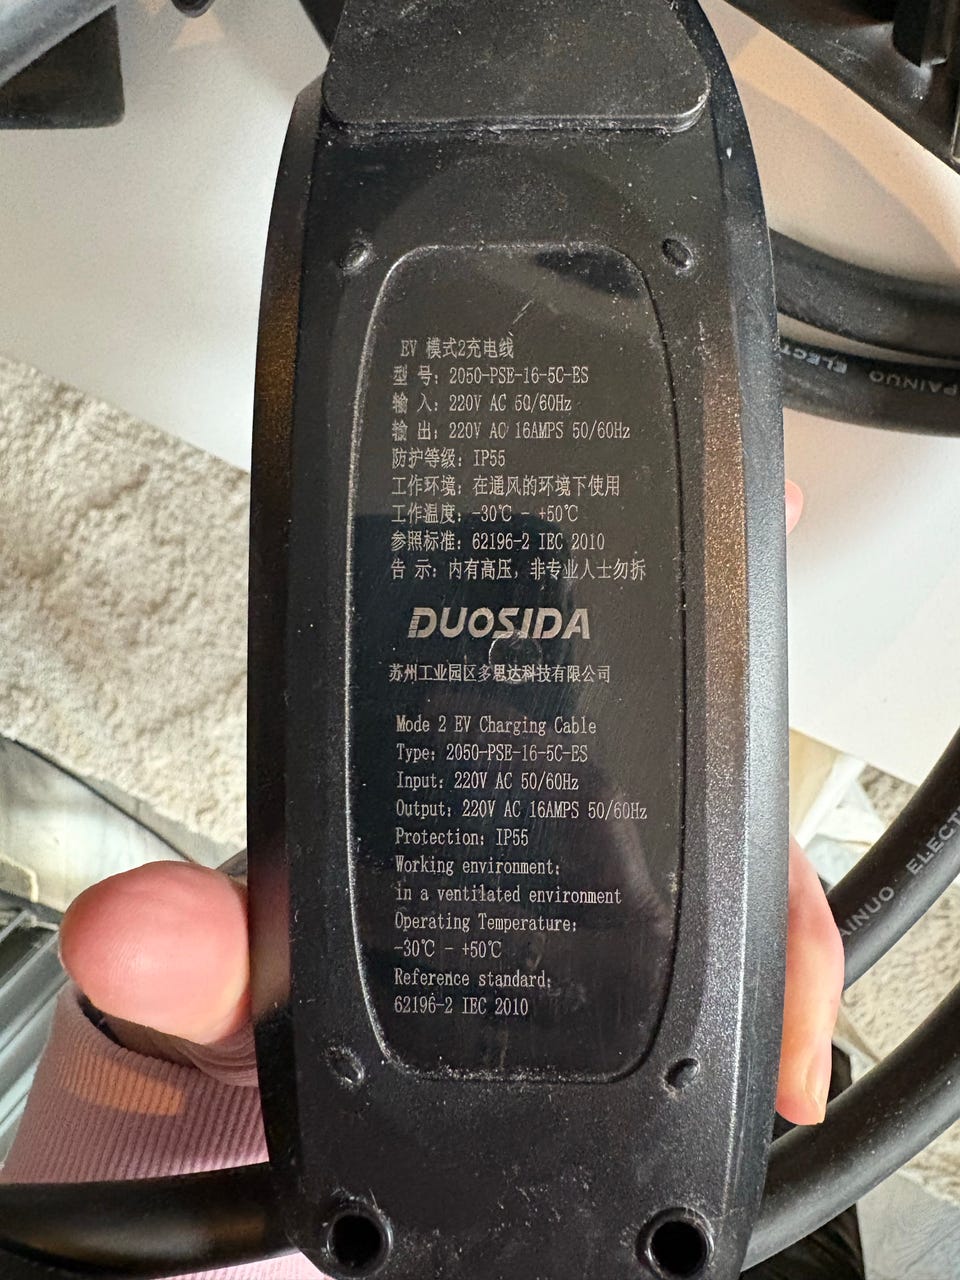 EV 模式2充电线
型 号: 2050-PSE-16-5C-ES
输 入: 220V AC 50/60Hz
输 出: 220V AC 16AMPS 50/60Hz
防护等级: IP55
工作环境: 在通风的环境下使用
工作温度: -30℃ - +50℃
参照标准: 62196-2 IEC 2010
告 示: 内有高压, 非专业人士勿拆
DUOSIDA
苏州工业园区多思达科技有限公司
Mode 2 EV Charging Cable
Type: 2050-PSE-16-5C-ES
Input: 220V AC 50/60Hz
Output: 220V AC 16AMPS 50/60Hz
Protection: IP55
Working environment:
in a ventilated environment
Operating Temperature:
-30℃ - +50℃
Reference standard:
62196-2 IEC 2010
PAINUO ELECT
AINUO ELECT